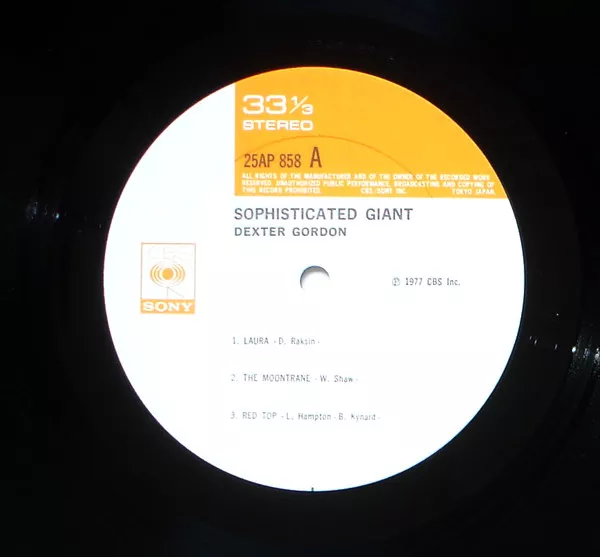 33 1/3
STEREO
25AP 858 A
ALL RIGHTS OF THE MANUFACTURER AND OF THE OWNER OF THE RECORDED WORK
RESERVED. UNAUTHORIZED PUBLIC PERFORMANCE, BROADCASTING AND COPYING OF
THIS RECORD PROHIBITED. CBS/SONY INC. TOKYO JAPAN.
SOPHISTICATED GIANT
DEXTER GORDON
CBS
SONY
Ⓟ 1977 CBS Inc.
1. LAURA - D. Raksin -
2. THE MOONTRANE - W. Shaw -
3. RED TOP - L. Hampton - B. Kynard -